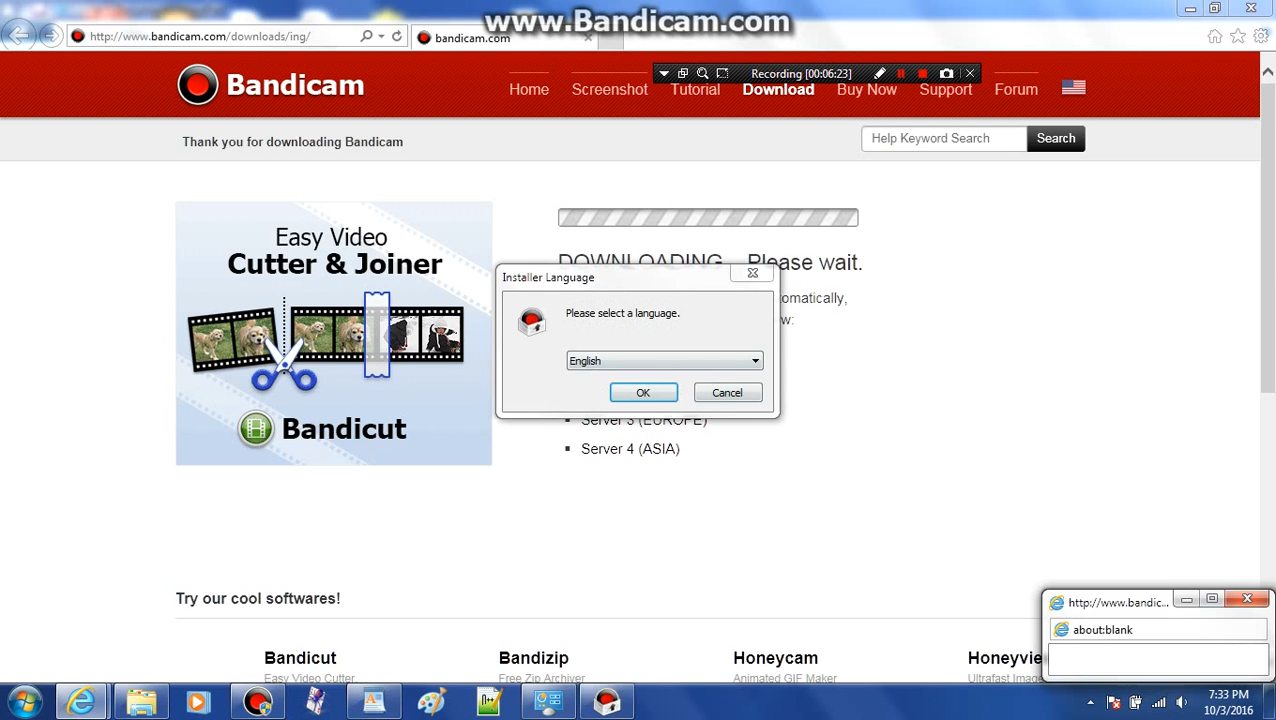 www.Bandicam.com
http://www.bandicam.com/downloads/ing/
bandicam.com
Recording [00:06:23]
Bandicam
Home
Screenshot
Tutorial
Download
Buy Now
Support
Forum
Thank you for downloading Bandicam
Help Keyword Search
Search
Easy Video
Cutter & Joiner
Bandicut
DOWNLOADING Please wait.
Installer Language
Please select a language.
English
OK
Cancel
Server 3 (EUROPE)
Server 4 (ASIA)
Try our cool softwares!
Bandicut
Easy Video Cutter
Bandizip
Free Zip Archiver
Honeycam
Animated GIF Maker
http://www.bandic...
about:blank
7:33 PM
10/3/2016